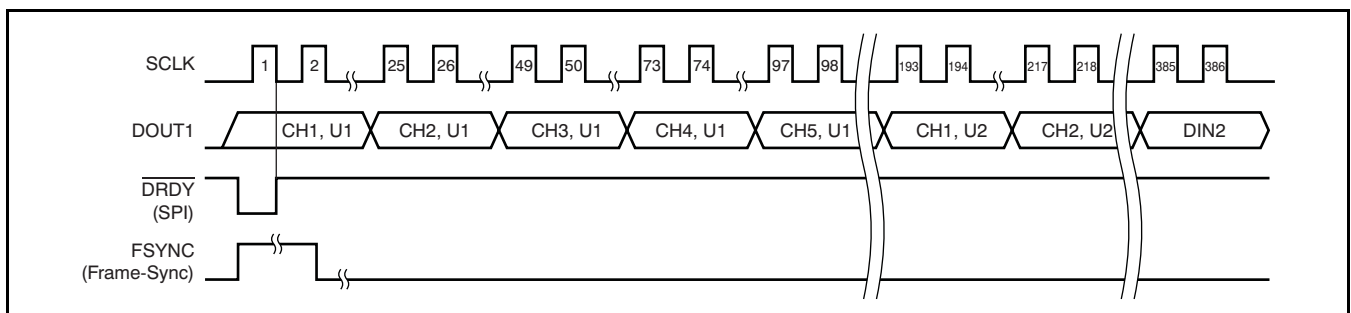 SCLK 1 2 25 26 49 50 73 74 97 98 193 194 217 218 385 386
DOUT1 CH1, U1 CH2, U1 CH3, U1 CH4, U1 CH5, U1 CH1, U2 CH2, U2 DIN2
DRDY
(SPI)
FSYNC
(Frame-Sync)